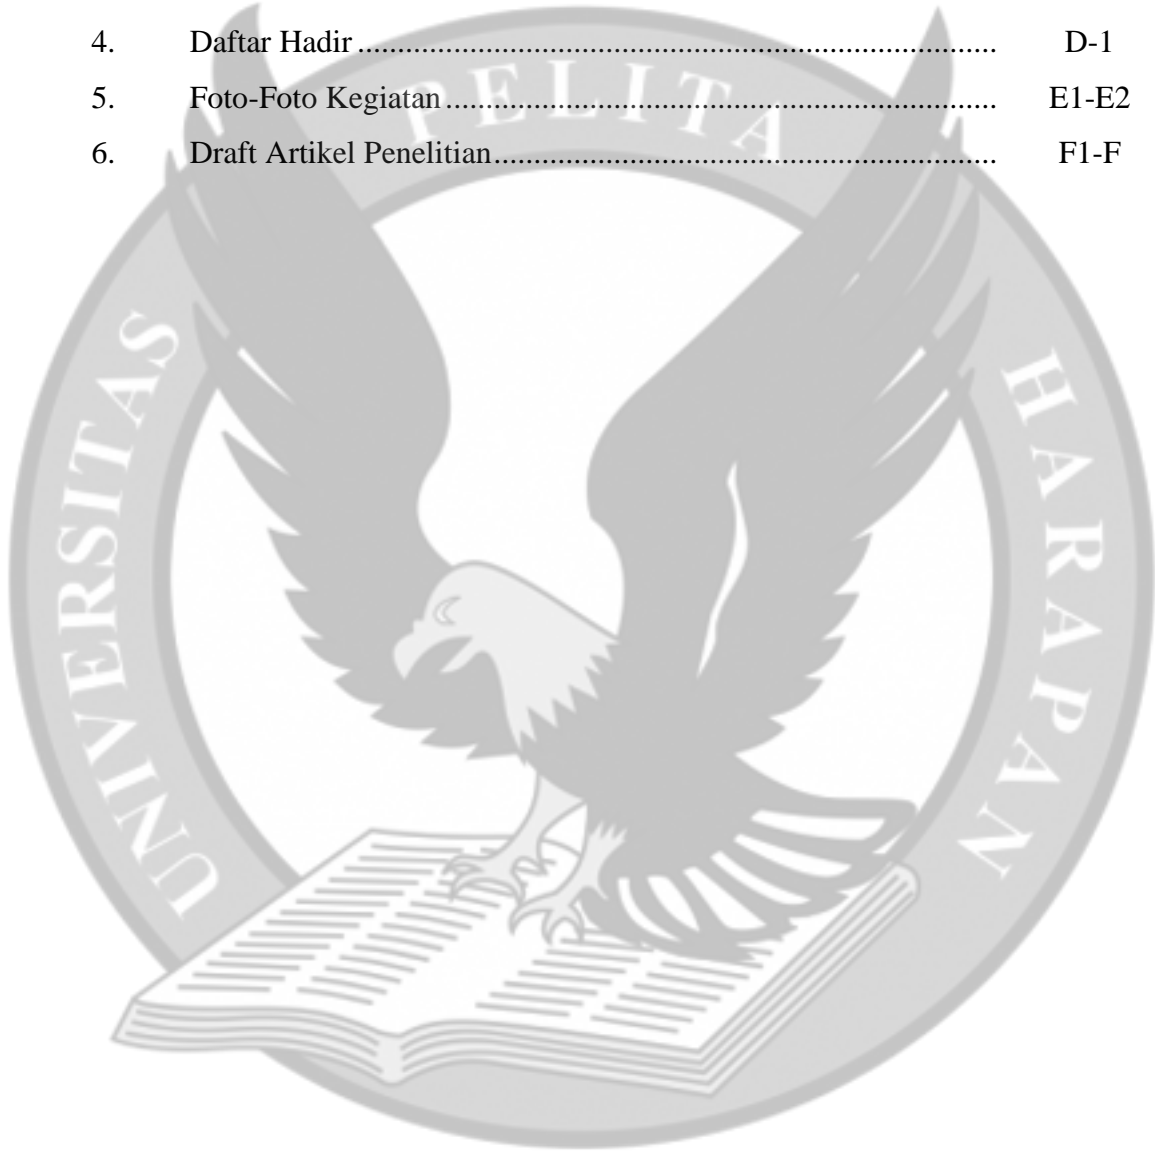 4. Daftar Hadir ................................................................................ D-1
5. Foto-Foto Kegiatan ..................................................................... E1-E2
6. Draft Artikel Penelitian ............................................................... F1-F
UNIVERSITAS PELITA HARAPAN